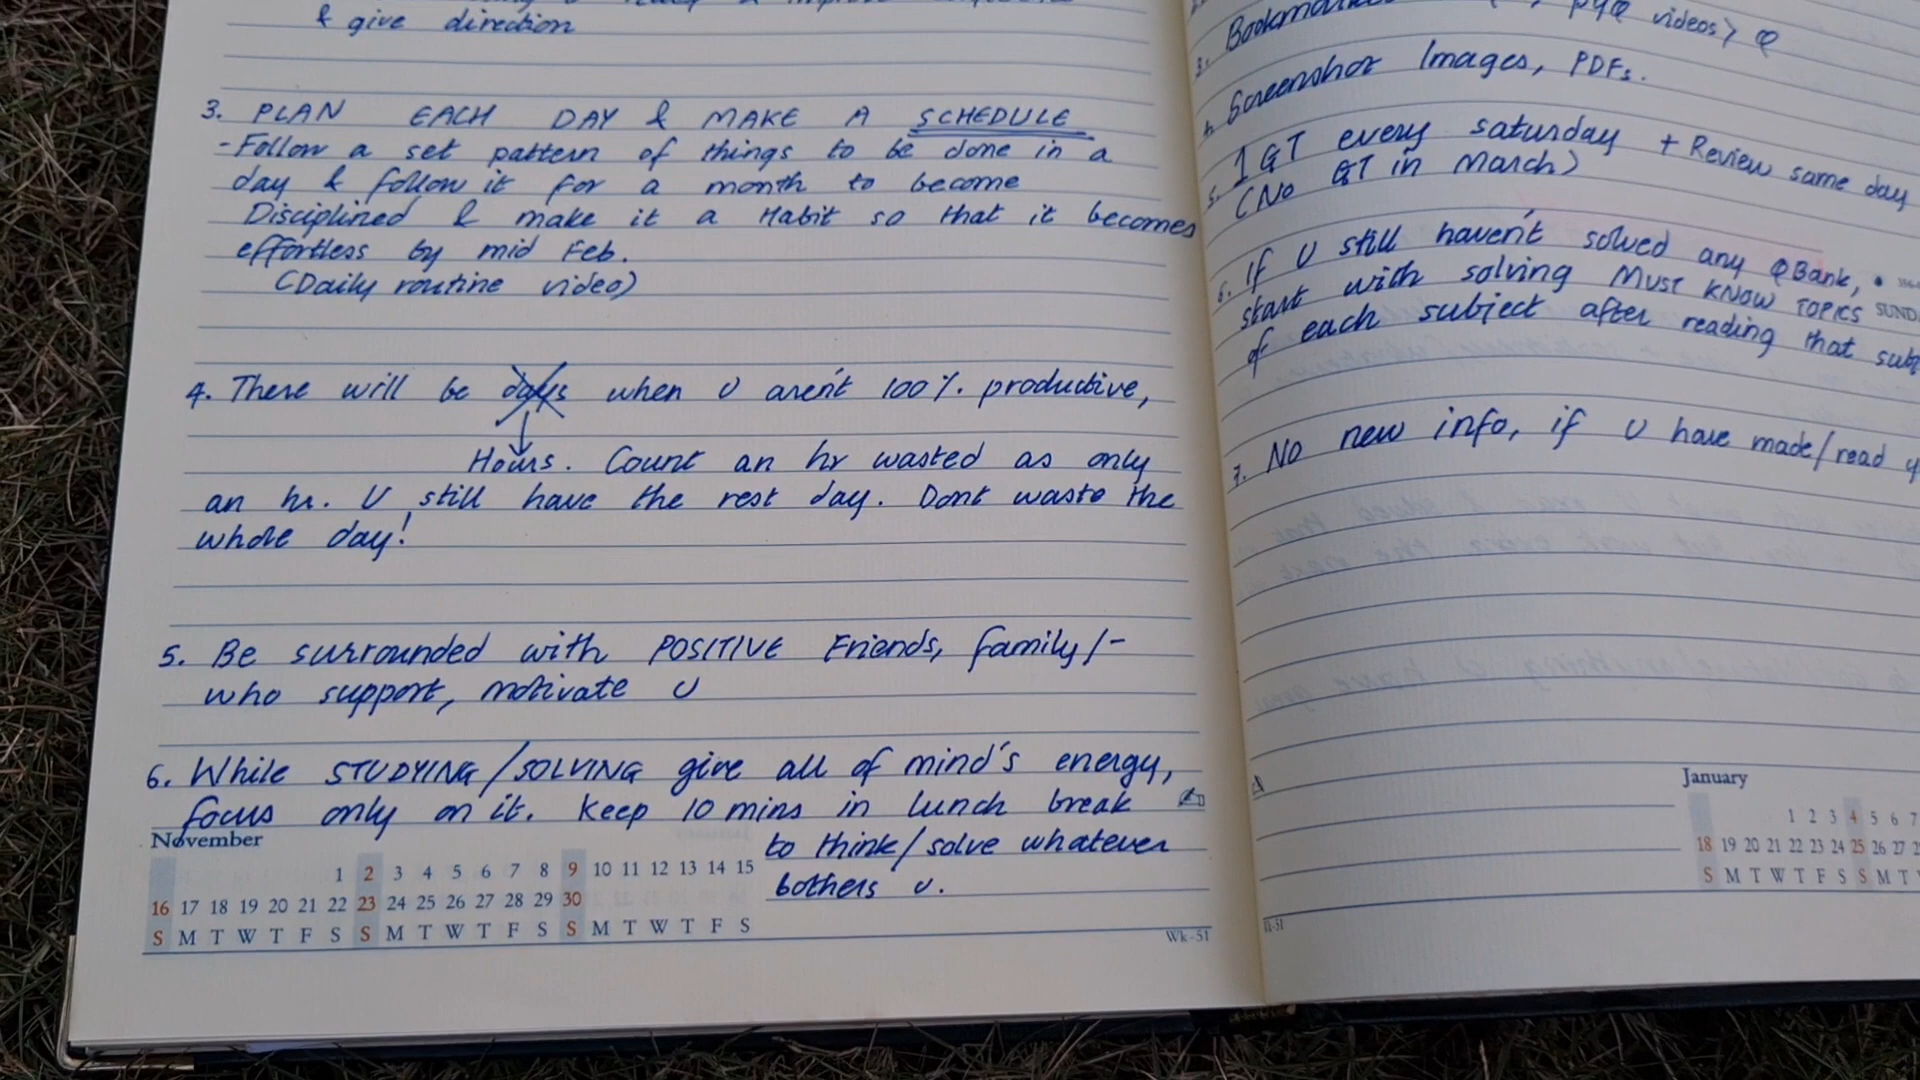 & give direction
3. PLAN EACH DAY & MAKE A SCHEDULE
-Follow a set pattern of things to be done in a
day & follow it for a month to become
Disciplined & make it a Habit so that it becomes
effortless by mid Feb.
(Daily routine video)
4. There will be days when U aren't 100%. productive,
Hours. Count an hr wasted as only
an hr. U still have the rest day. Dont waste the
whole day!
5. Be surrounded with POSITIVE Friends, family/-
who support, motivate U
6. While STUDYING/SOLVING give all of mind's energy,
focus only on it. Keep 10 mins in lunch break
to think/solve whatever
bothers U.
November
1 2 3 4 5 6 7 8 9 10 11 12 13 14 15
16 17 18 19 20 21 22 23 24 25 26 27 28 29 30
S M T W T F S S M T W T F S S M T W T F S
Wk-51
3. videos) Q
Screenshot Images, PDFs.
5. 1 GT every saturday + Review same day
(No GT in March)
6. If U still haven't solved any QBank,
start with solving MUST KNOW TOPICS
of each subject after reading that
7. No new info, if U have made/read
January
1 2 3 4 5 6 7
18 19 20 21 22 23 24 25 26 27
S M T W T F S S M T